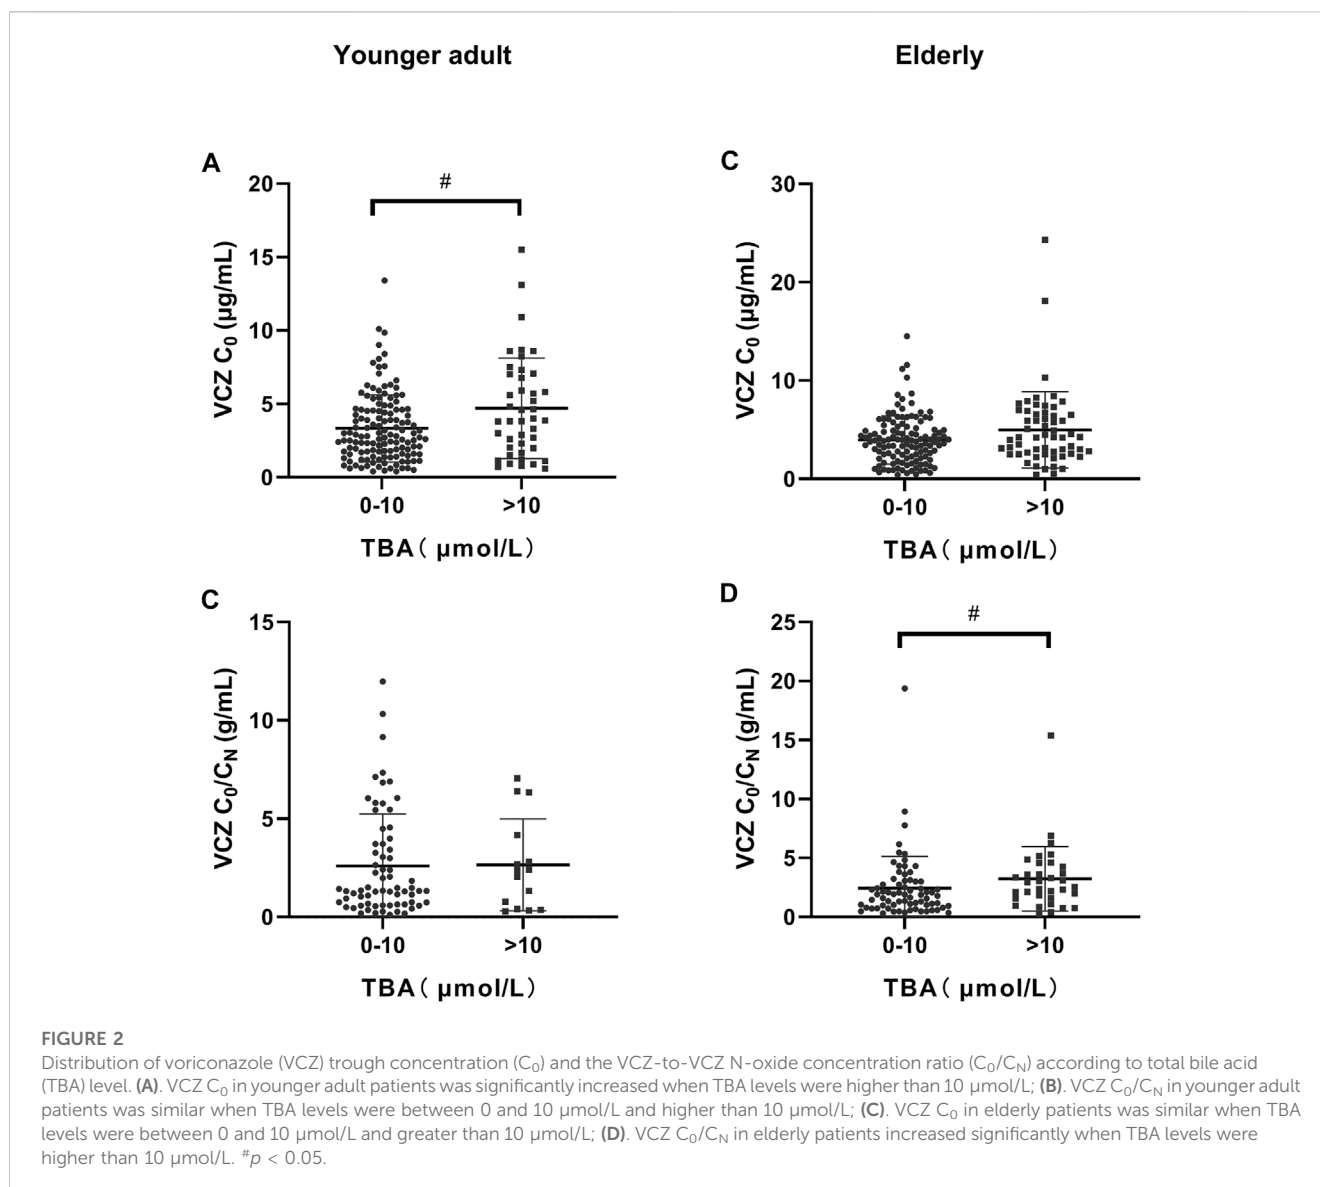 Younger adult
Elderly
A
#
VCZ C₀ (µg/mL)
20
15
10
5
0
0-10
>10
TBA( µmol/L)
C
VCZ C₀ (µg/mL)
30
20
10
0
0-10
>10
TBA( µmol/L)
C
VCZ C₀/C_N (g/mL)
15
10
5
0
0-10
>10
TBA( µmol/L)
D
#
VCZ C₀/C_N (g/mL)
25
20
15
10
5
0
0-10
>10
TBA( µmol/L)
FIGURE 2
Distribution of voriconazole (VCZ) trough concentration (C₀) and the VCZ-to-VCZ N-oxide concentration ratio (C₀/C_N) according to total bile acid
(TBA) level. (A). VCZ C₀ in younger adult patients was significantly increased when TBA levels were higher than 10 µmol/L; (B). VCZ C₀/C_N in younger adult
patients was similar when TBA levels were between 0 and 10 µmol/L and higher than 10 µmol/L; (C). VCZ C₀ in elderly patients was similar when TBA
levels were between 0 and 10 µmol/L and greater than 10 µmol/L; (D). VCZ C₀/C_N in elderly patients increased significantly when TBA levels were
higher than 10 µmol/L. #p < 0.05.